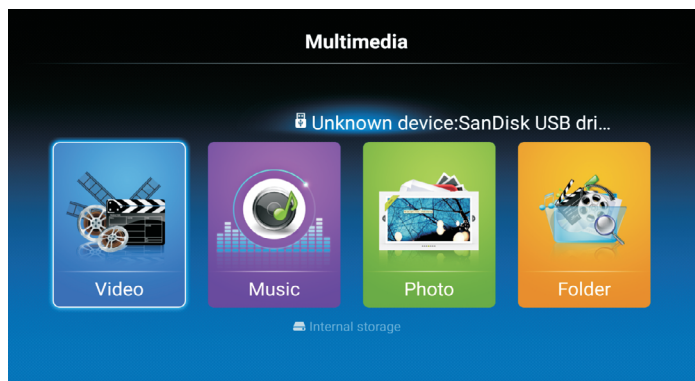 Multimedia
Unknown device:SanDisk USB dri...
Video
Music
Photo
Folder
Internal storage